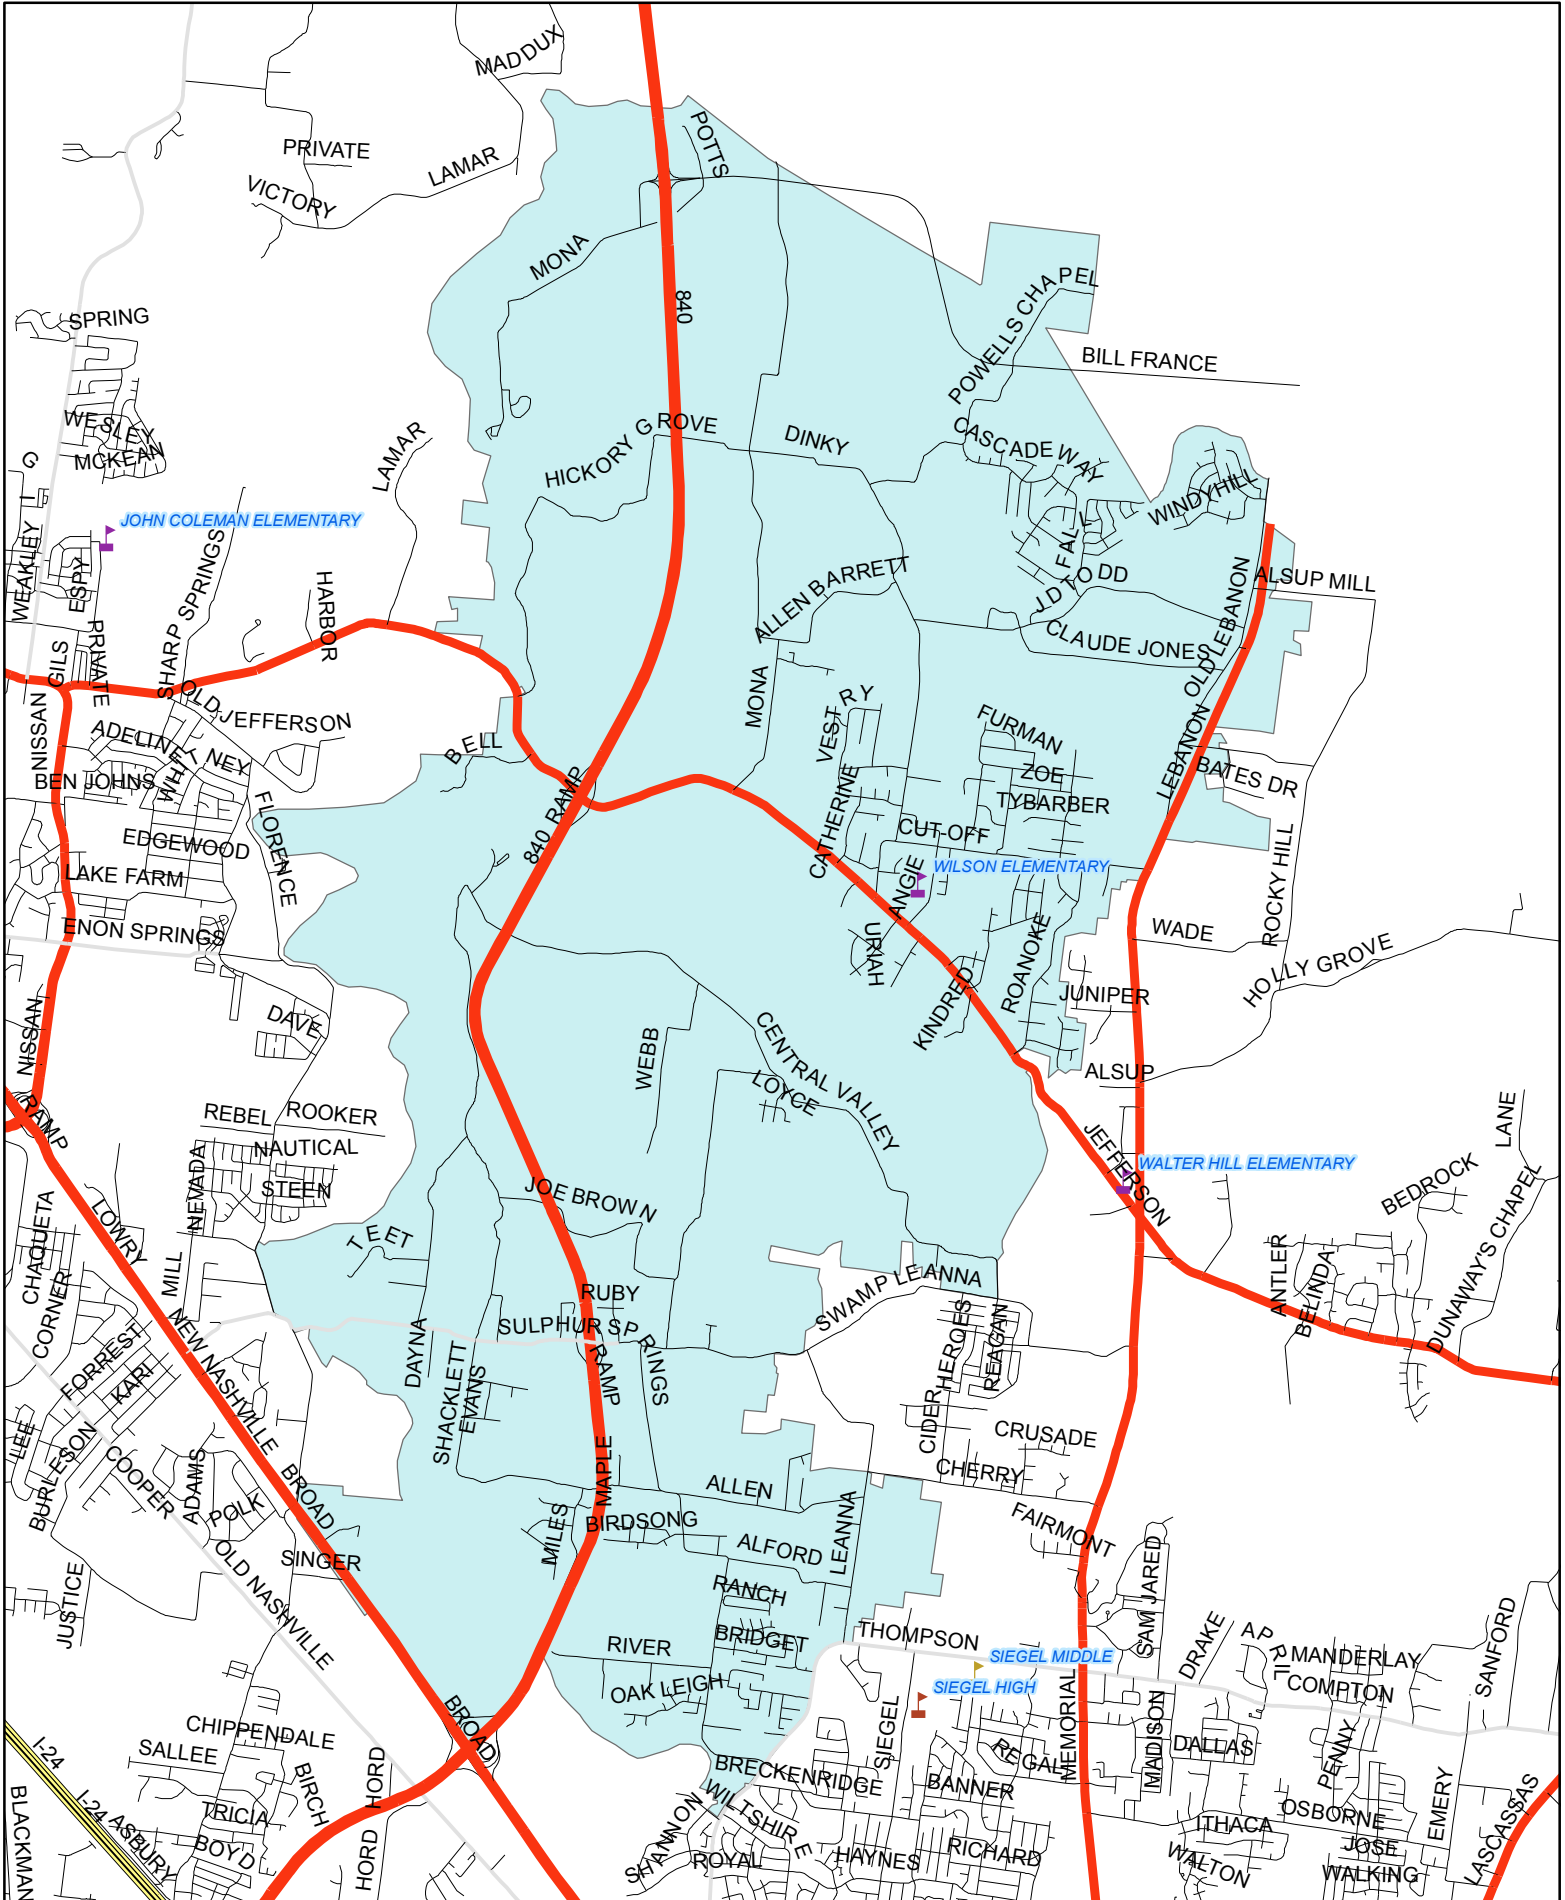 MADDUX
POTTS
PRIVATE
LAMAR
VICTORY
MONA
840
POWELLS CHAPEL
SPRING
BILL FRANCE
WESLEY
MCKEAN
LAMAR
HICKORY GROVE
DINKY
CASCADE WAY
WINDYHILL
JOHN COLEMAN ELEMENTARY
WEAKLEY
ESPY
SHARP SPRINGS
HARBOR
FALL
ALLEN BARRETT
J D TODD
OLD LEBANON
ALSUP MILL
CLAUDE JONES
GILS
PRIVATE
NISSAN
OLD JEFFERSON
MONA
VESTRY
FURMAN
LEBANON
ADELINE
WHITNEY
BELL
BEN JOHNS
ZOE
BATES DR
TYBARBER
840 RAMP
CATHERINE
FLORENCE
CUT-OFF
EDGEWOOD
WILSON ELEMENTARY
LAKE FARM
ANGIE
ROCKY HILL
ENON SPRINGS
URIAH
ROANOKE
WADE
HOLLY GROVE
KINDRED
JUNIPER
NISSAN
DAVE
WEBB
CENTRAL VALLEY
LOYCE
ALSUP
RAMP
REBEL
ROOKER
LANE
NAUTICAL
JEFFERSON
WALTER HILL ELEMENTARY
NEVADA
STEEN
JOE BROWN
BEDROCK
CHAQUETA
LOWRY
TEET
DUNAWAY'S CHAPEL
MILL
ANTLER
BELINDA
CORNER
SWAMP LEANNA
RUBY
SULPHUR SPRINGS
NEW NASHVILLE
HEROES
REAGAN
FORREST
KARI
DAYNA
RAMP
SHACKLETT
EVANS
CIDER
LEE
BURLESON
COOPER
ADAMS
BROAD
MAPLE
CRUSADE
CHERRY
POLK
ALLEN
LEANNA
FAIRMONT
MILES
BIRDSONG
ALFORD
SINGER
OLD NASHVILLE
JUSTICE
RANCH
SAM JARED
RIVER
BRIDGET
THOMPSON
DRAKE
APRIL
MANDERLAY
SANFORD
SIEGEL MIDDLE
COMPTON
OAK LEIGH
SIEGEL HIGH
BROAD
SIEGEL
MEMORIAL
MADISON
CHIPPENDALE
SALLEE
I-24
REGAL
DALLAS
PENNY
BRECKENRIDGE
BANNER
HORD
BIRCH
I-24
BLACKMAN
TRICIA
ASBURY
BOYD
HORD
SHANNON
WILTSHIRE
ROYAL
HAYNES
RICHARD
OSBORNE
ITHACA
EMERY
LASCASSAS
JOSE
WALTON
WALKING